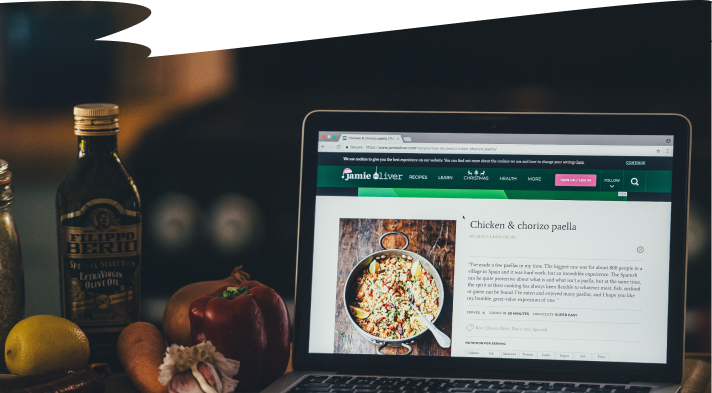 Chicken & chorizo paella
Secure
We use cookies to give you the best experience on our website. You can find out more about the cookies we use and how to change your settings here
CONTINUE
jamie oliver
RECIPES
LEARN
CHRISTMAS
HEALTH
MORE
SIGN UP / LOG IN
FOLLOW
Chicken & chorizo paella
"I've made a few paellas in my time. The biggest one was for about 800 people in a
village in Spain and it was hard work, but an incredible experience. The Spanish
can be quite protective about what is and what isn't a paella, but at the same time,
the spirit of their cooking has always been flexible to whatever meat, fish, seafood
or game can be found. I've eaten and enjoyed many paellas, and I hope you like
my humble, great-value expression of one."
SERVES
COOKS IN 50 MINUTES
DIFFICULTY SUPER EASY
NUTRITION PER SERVING
FILIPPO
BERIO
SPECIAL SELECTION
EXTRA VIRGIN
OLIVE OIL